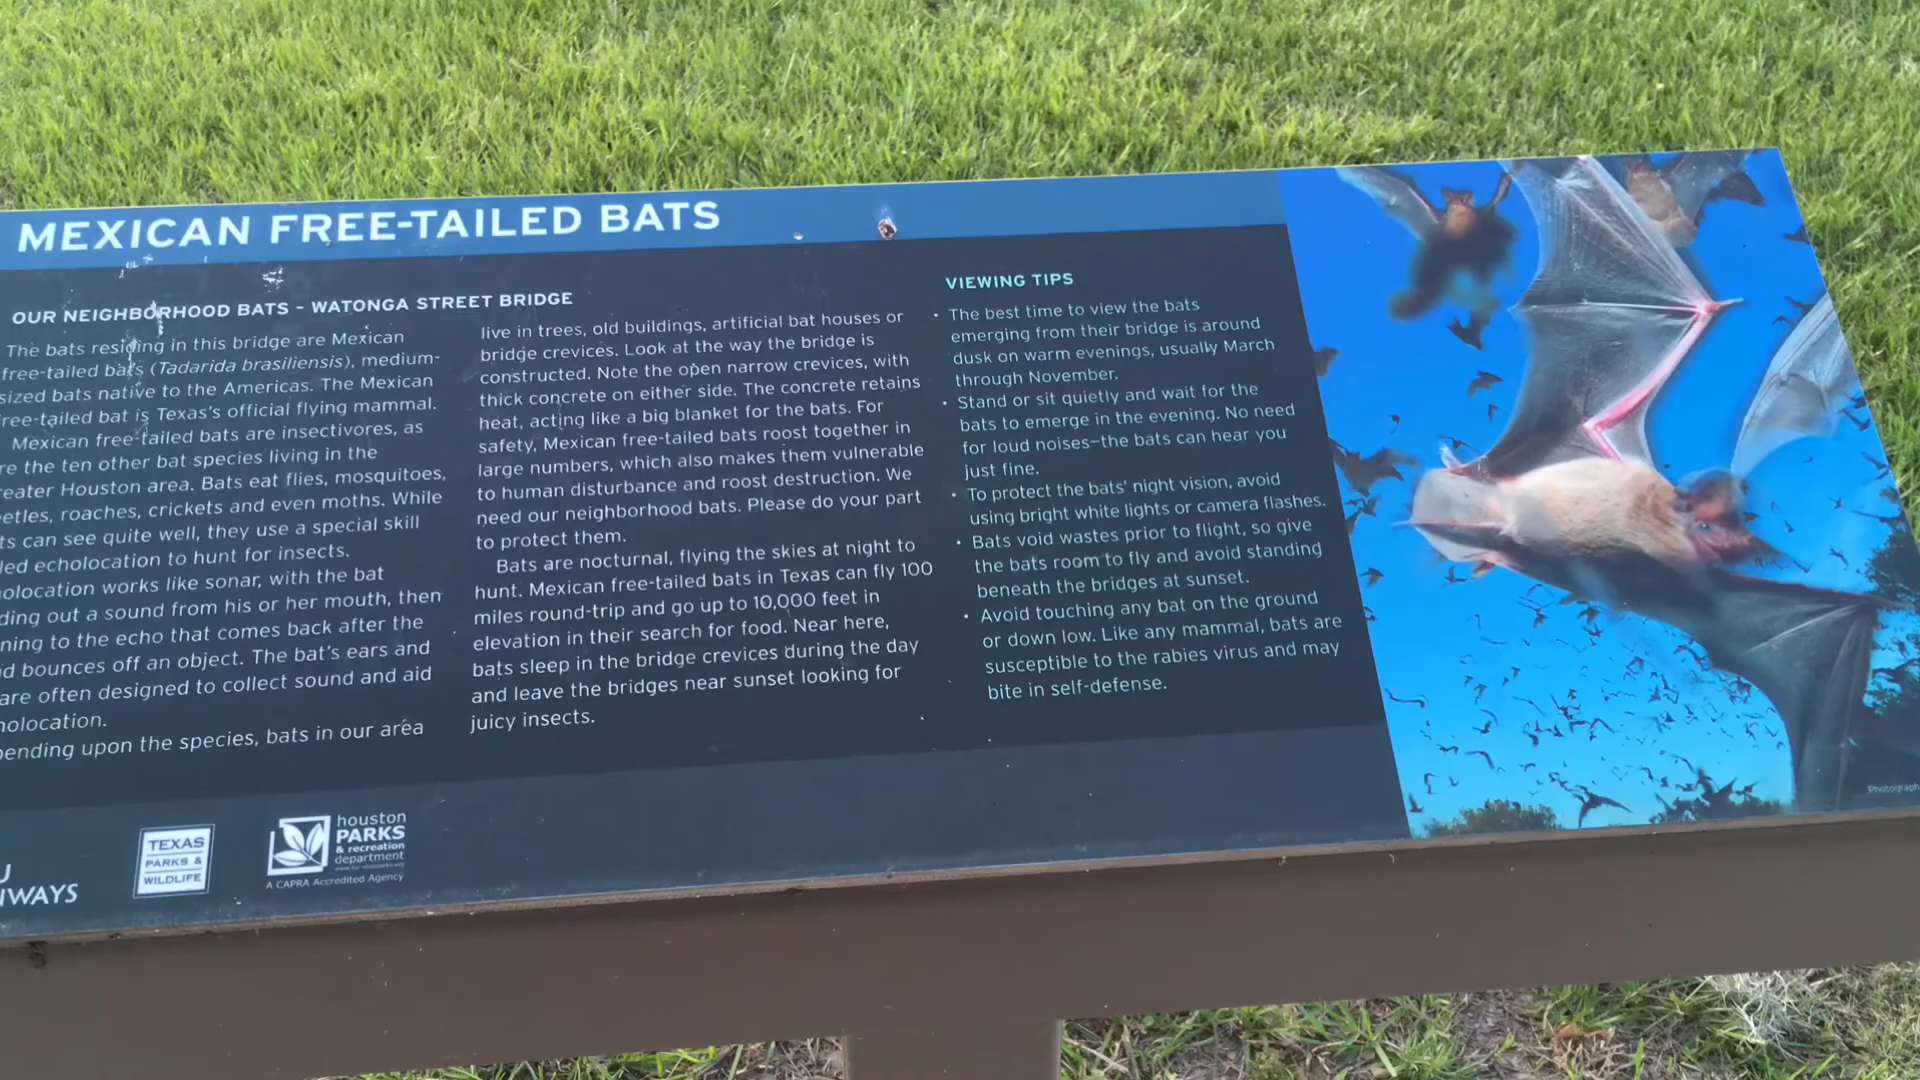 MEXICAN FREE-TAILED BATS
OUR NEIGHBORHOOD BATS - WATONGA STREET BRIDGE
The bats residing in this bridge are Mexican
free-tailed bats (Tadarida brasiliensis), medium-
sized bats native to the Americas. The Mexican
free-tailed bat is Texas's official flying mammal.
Mexican free-tailed bats are insectivores, as
the ten other bat species living in the
Houston area. Bats eat flies, mosquitoes,
roaches, crickets and even moths. While
can see quite well, they use a special skill
echolocation to hunt for insects.
works like sonar, with the bat
out a sound from his or her mouth, then
to the echo that comes back after the
bounces off an object. The bat's ears and
are often designed to collect sound and aid
upon the species, bats in our area
live in trees, old buildings, artificial bat houses or
bridge crevices. Look at the way the bridge is
constructed. Note the open narrow crevices, with
thick concrete on either side. The concrete retains
heat, acting like a big blanket for the bats. For
safety, Mexican free-tailed bats roost together in
large numbers, which also makes them vulnerable
to human disturbance and roost destruction. We
need our neighborhood bats. Please do your part
to protect them.
Bats are nocturnal, flying the skies at night to
hunt. Mexican free-tailed bats in Texas can fly 100
miles round-trip and go up to 10,000 feet in
elevation in their search for food. Near here,
bats sleep in the bridge crevices during the day
and leave the bridges near sunset looking for
juicy insects.
VIEWING TIPS
• The best time to view the bats
emerging from their bridge is around
dusk on warm evenings, usually March
through November.
• Stand or sit quietly and wait for the
bats to emerge in the evening. No need
for loud noises–the bats can hear you
just fine.
• To protect the bats' night vision, avoid
using bright white lights or camera flashes.
• Bats void wastes prior to flight, so give
the bats room to fly and avoid standing
beneath the bridges at sunset.
• Avoid touching any bat on the ground
or down low. Like any mammal, bats are
susceptible to the rabies virus and may
bite in self-defense.
TEXAS
PARKS &
WILDLIFE
houston
PARKS
& recreation
department
A CAPRA Accredited Agency
Photograph